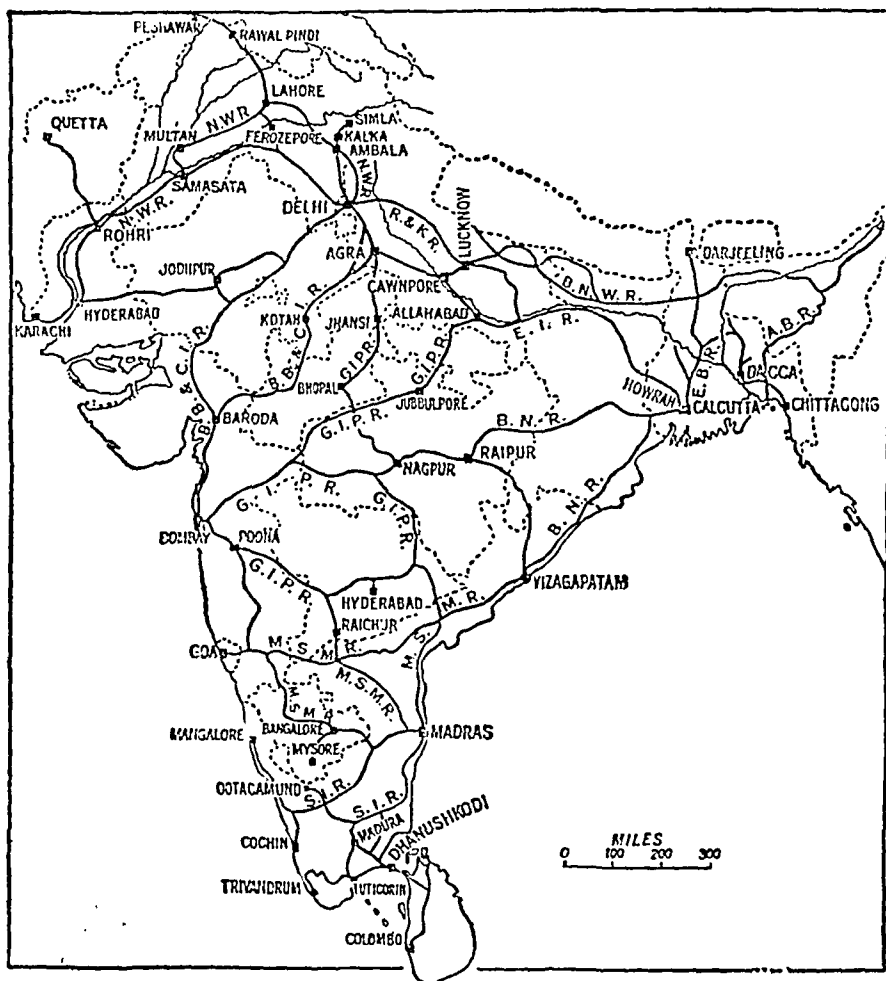 PESHAWAR
RAWAL PINDI
LAHORE
SIMLA
QUETTA
N.W.R.
MULTAN
FEROZEPORE
KALKA
AMBALA
SAMASATA
N.W.R.
N.W.R.
ROHRI
DELHI
R. & K.R.
LUCKNOW
AGRA
DARJEELING
JODHPUR
CAWNPORE
B.N.W.R.
KARACHI
HYDERABAD
KOTAH
JHANSI
ALLAHABAD
E.I.R.
A.B.R.
B.B. & C.I.R.
B.B. & C.I.R.
G.I.P.R.
G.I.P.R.
E.B.R.
DACCA
BHOPAL
JUBBULPORE
HOWRAH
CALCUTTA
CHITTAGONG
BARODA
G.I.P.R.
B.N.R.
NAGPUR
RAIPUR
G.I.P.R.
G.I.P.R.
B.N.R.
BOMBAY
POONA
G.I.P.R.
HYDERABAD
VIZAGAPATAM
M.S.M.R.
RAICHUR
GOA
M.S.M.R.
M.S.M.R.
M.S.M.R.
MANGALORE
BANGALORE
MADRAS
MYSORE
OOTACAMUND
S.I.R.
S.I.R.
MADURA
DHANUSHKODI
COCHIN
MILES
0 100 200 300
TRIVANDRUM
TUTICORIN
COLOMBO